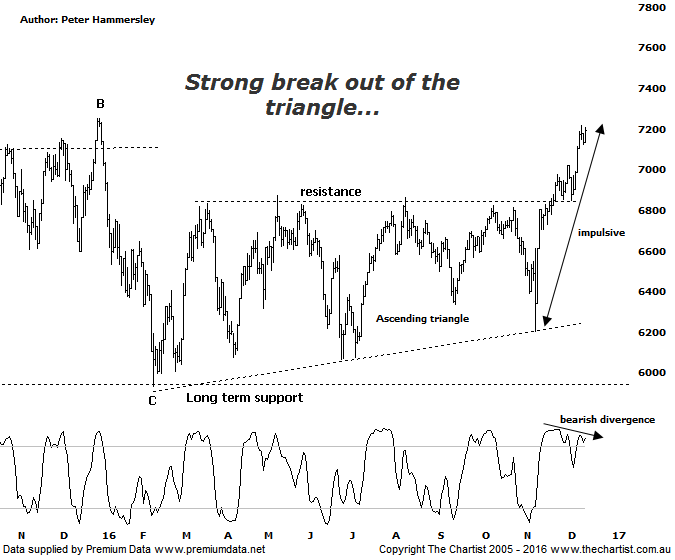 Author: Peter Hammersley
7800
7600
Strong break out of the
triangle...
7400
B
7200
7000
resistance
6800
impulsive
6600
6400
Ascending triangle
6200
6000
C
Long term support
bearish divergence
N D 16 F M A M J J A S O N D 17
Data supplied by Premium Data www.premiumdata.net
Copyright The Chartist 2005 - 2016 www.thechartist.com.au